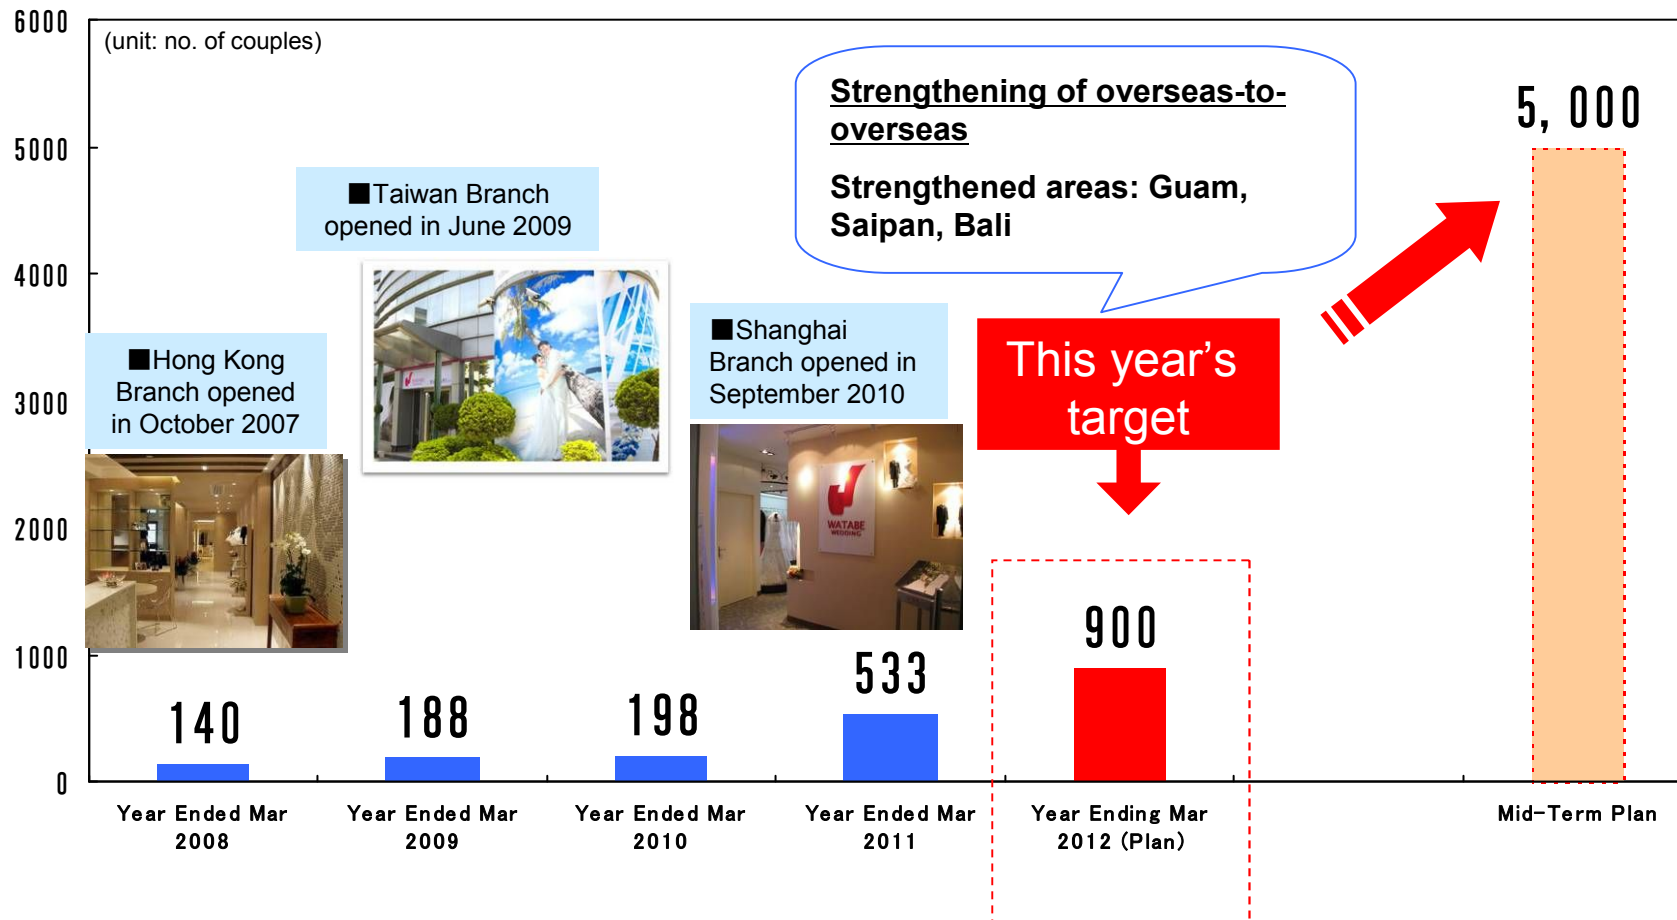 6000
(unit: no. of couples)
5000
4000
3000
2000
1000
0
Strengthening of overseas-to-
overseas
Strengthened areas: Guam,
Saipan, Bali
5, 000
■Taiwan Branch
opened in June 2009
■Hong Kong
Branch opened
in October 2007
■Shanghai
Branch opened in
September 2010
This year's
target
WATABE
WEDDING
140
188
198
533
900
Year Ended Mar
2008
Year Ended Mar
2009
Year Ended Mar
2010
Year Ended Mar
2011
Year Ending Mar
2012 (Plan)
Mid-Term Plan